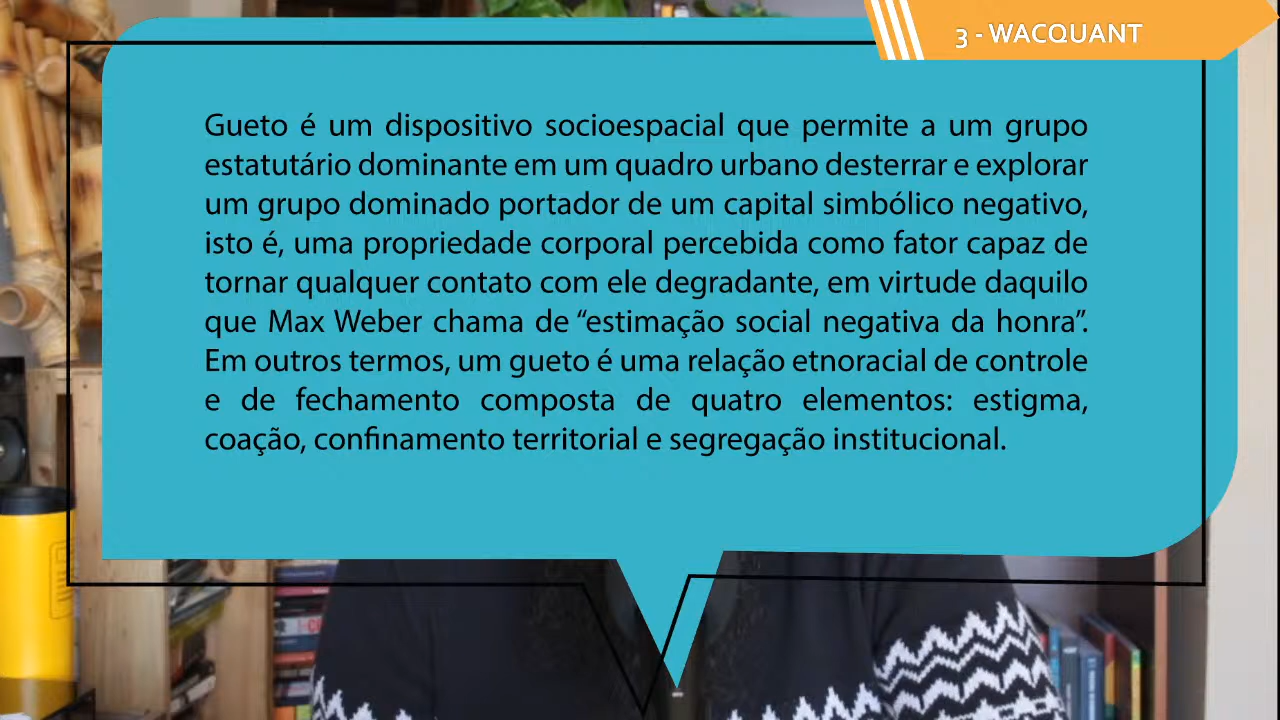 3 - WACQUANT
Gueto é um dispositivo socioespacial que permite a um grupo
estatutário dominante em um quadro urbano desterrar e explorar
um grupo dominado portador de um capital simbólico negativo,
isto é, uma propriedade corporal percebida como fator capaz de
tornar qualquer contato com ele degradante, em virtude daquilo
que Max Weber chama de “estimação social negativa da honra”.
Em outros termos, um gueto é uma relação etnoracial de controle
e de fechamento composta de quatro elementos: estigma,
coação, confinamento territorial e segregação institucional.